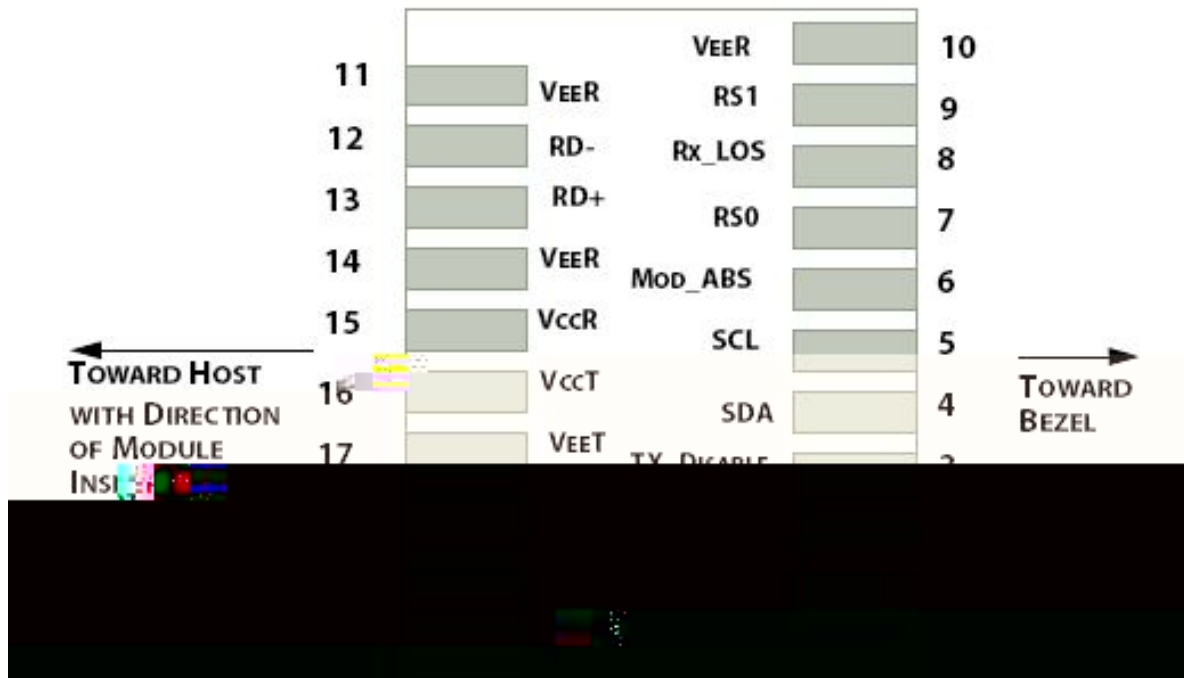 VEER 10
11 VEER
RS1 9
12 RD-
Rx_LOS 8
13 RD+
RS0 7
14 VEER
MOD_ABS 6
15 VCCR
SCL 5
TOWARD HOST
WITH DIRECTION
OF MODULE
16 VCCT
SDA 4
TOWARD
BEZEL
17 VEET
TX_DISABLE